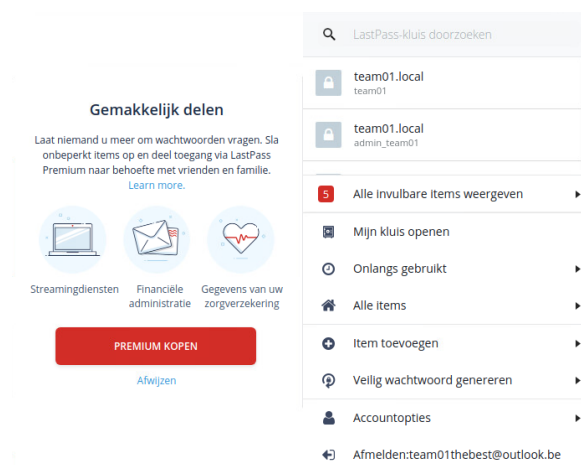 Gemakkelijk delen
Laat niemand u meer om wachtwoorden vragen. Sla
onbeperkt items op en deel toegang via LastPass
Premium naar behoefte met vrienden en familie.
Learn more.
Streamingdiensten
Financiële
administratie
Gegevens van uw
zorgverzekering
PREMIUM KOPEN
Afwijzen
LastPass-kluis doorzoeken
team01.local
team01
team01.local
admin_team01
5 Alle invulbare items weergeven
Mijn kluis openen
Onlangs gebruikt
Alle items
Item toevoegen
Veilig wachtwoord genereren
Accountopties
Afmelden:team01thebest@outlook.be